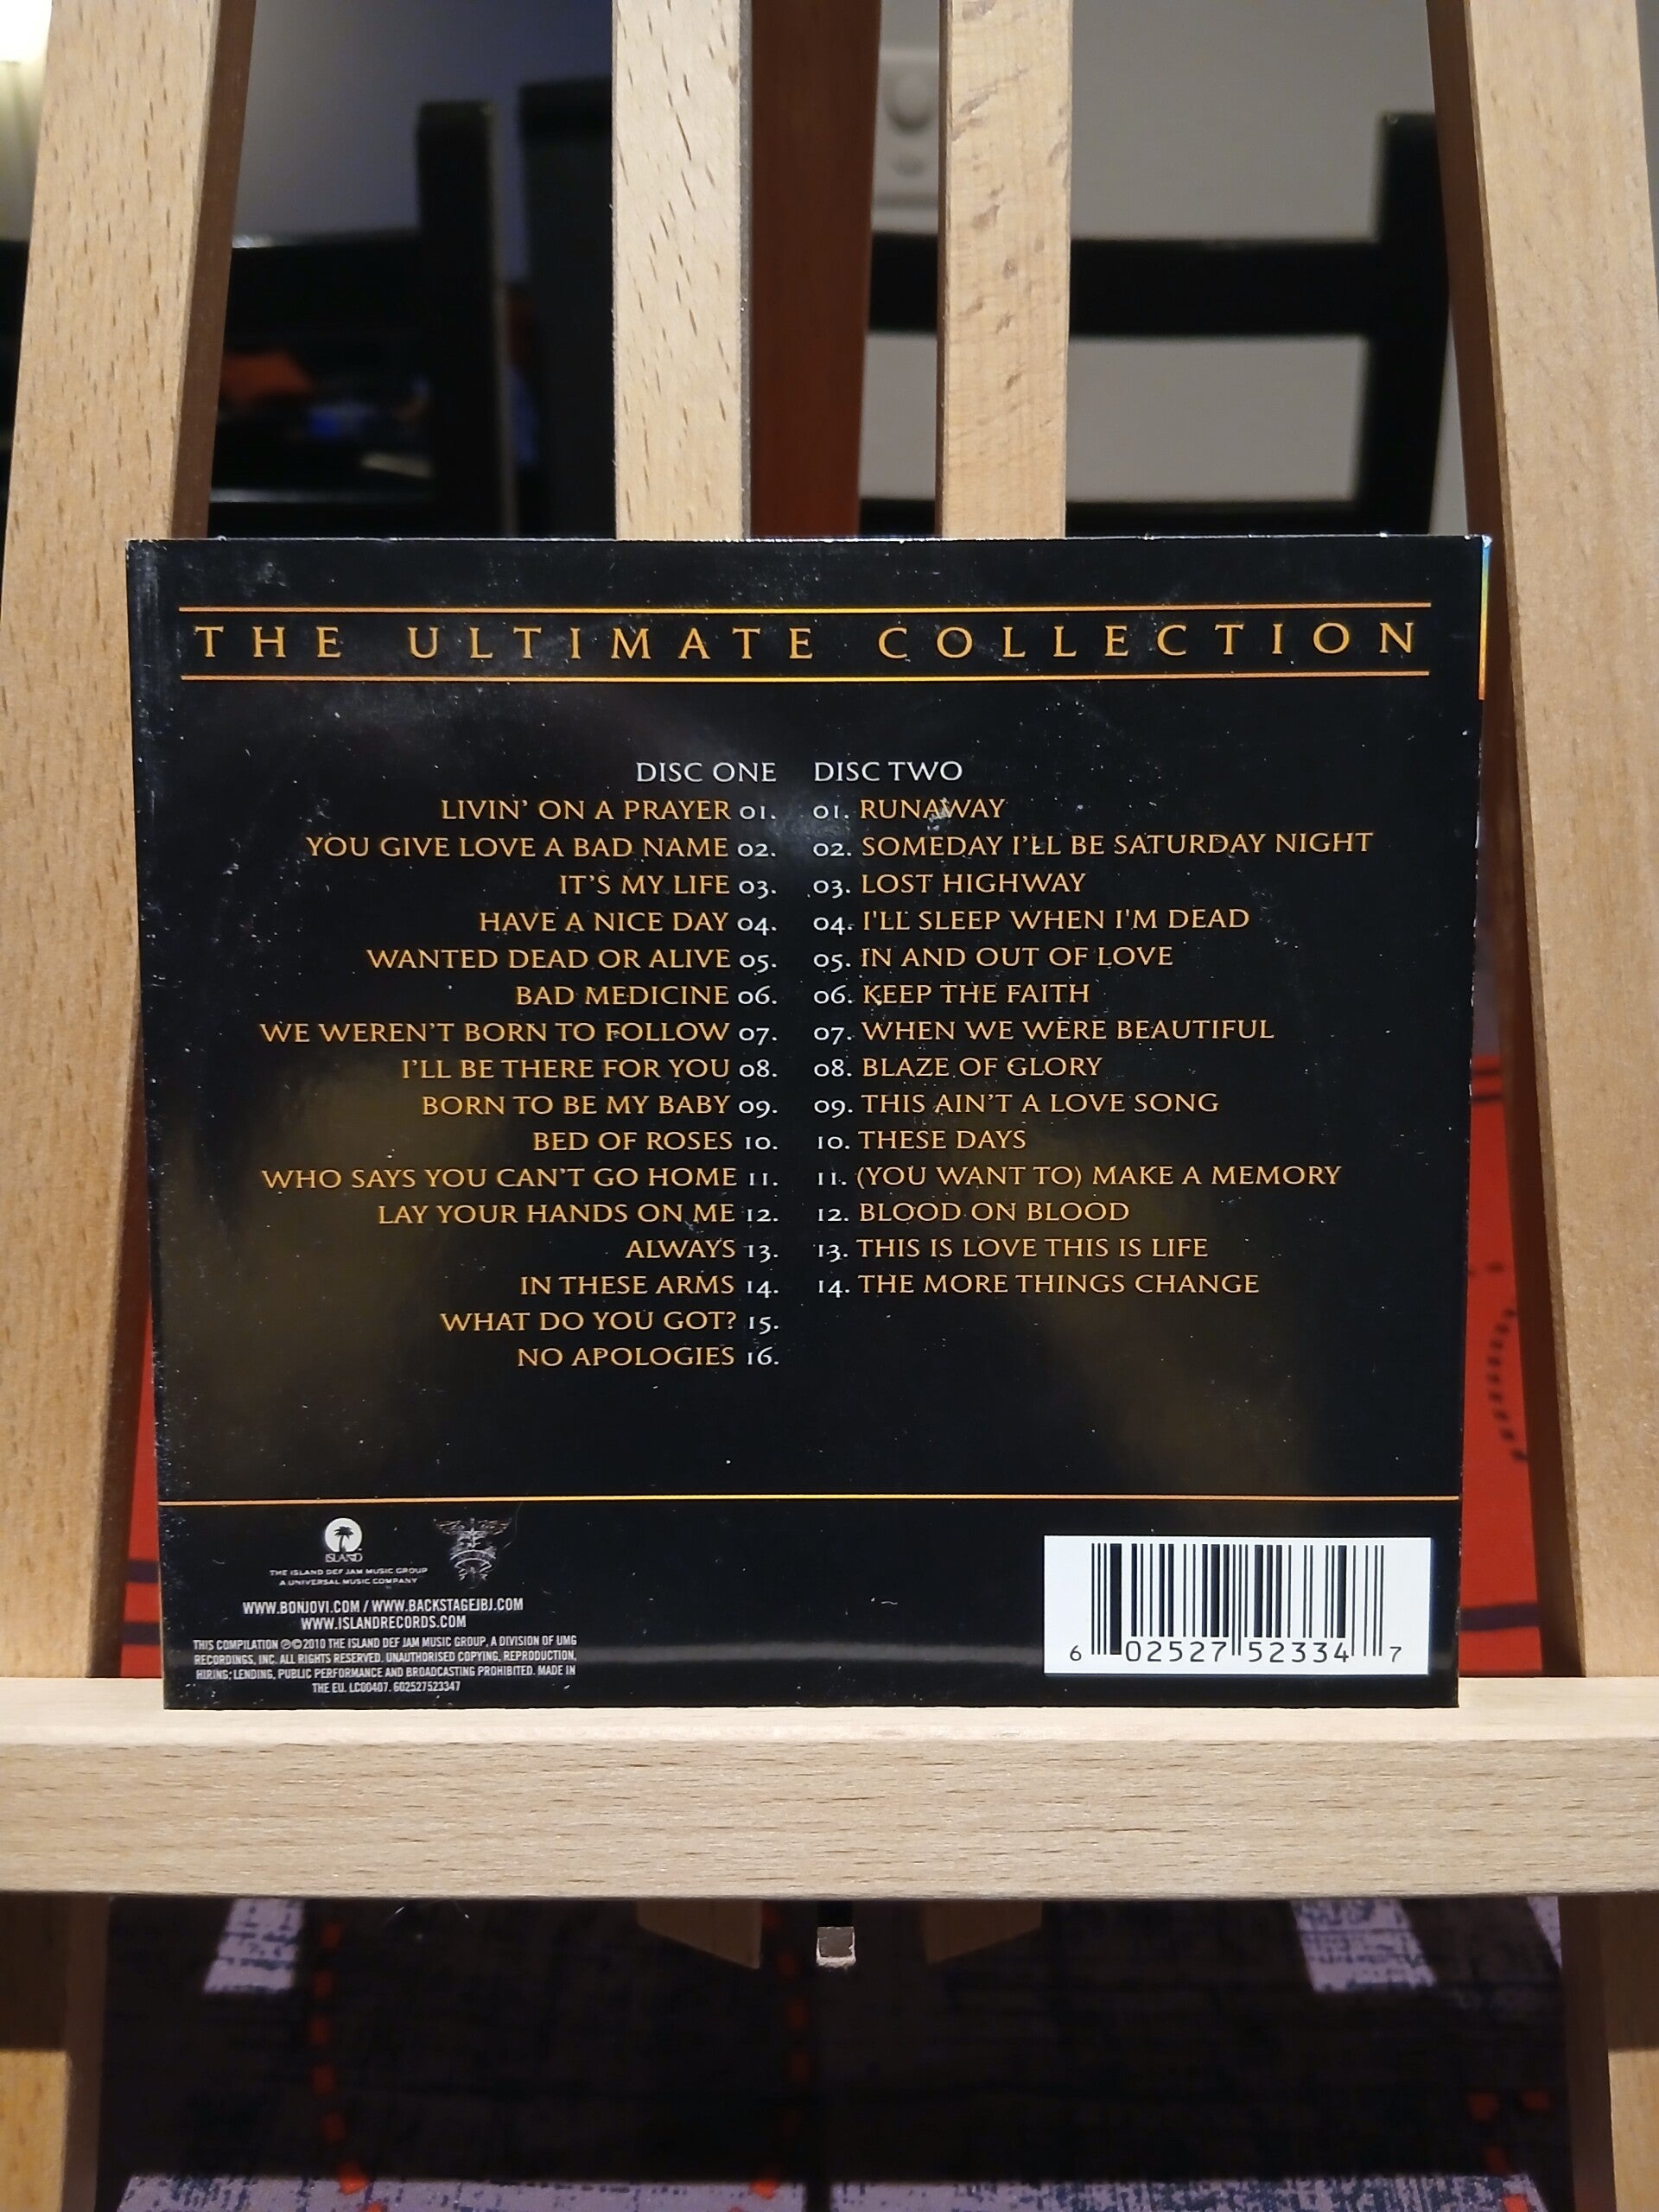 THE ULTIMATE COLLECTION
DISC ONE
LIVIN' ON A PRAYER 01.
YOU GIVE LOVE A BAD NAME 02.
IT'S MY LIFE 03.
HAVE A NICE DAY 04.
WANTED DEAD OR ALIVE 05.
BAD MEDICINE 06.
WE WEREN'T BORN TO FOLLOW 07.
I'LL BE THERE FOR YOU 08.
BORN TO BE MY BABY 09.
BED OF ROSES 10.
WHO SAYS YOU CAN'T GO HOME 11.
LAY YOUR HANDS ON ME 12.
ALWAYS 13.
IN THESE ARMS 14.
WHAT DO YOU GOT? 15.
NO APOLOGIES 16.
DISC TWO
01. RUNAWAY
02. SOMEDAY I'LL BE SATURDAY NIGHT
03. LOST HIGHWAY
04. I'LL SLEEP WHEN I'M DEAD
05. IN AND OUT OF LOVE
06. KEEP THE FAITH
07. WHEN WE WERE BEAUTIFUL
08. BLAZE OF GLORY
09. THIS AIN'T A LOVE SONG
10. THESE DAYS
11. (YOU WANT TO) MAKE A MEMORY
12. BLOOD ON BLOOD
13. THIS IS LOVE THIS IS LIFE
14. THE MORE THINGS CHANGE
ISLAND
THE ISLAND DEF JAM MUSIC GROUP
A UNIVERSAL MUSIC COMPANY
WWW.BONJOVI.COM / WWW.BACKSTAGEJBJ.COM
WWW.ISLANDRECORDS.COM
THIS COMPILATION ℗©2010 THE ISLAND DEF JAM MUSIC GROUP, A DIVISION OF UMG
RECORDINGS, INC. ALL RIGHTS RESERVED. UNAUTHORISED COPYING, REPRODUCTION,
HIRING, LENDING, PUBLIC PERFORMANCE AND BROADCASTING PROHIBITED. MADE IN
THE EU. LC00407. 602527523347
6 02527 52334 7